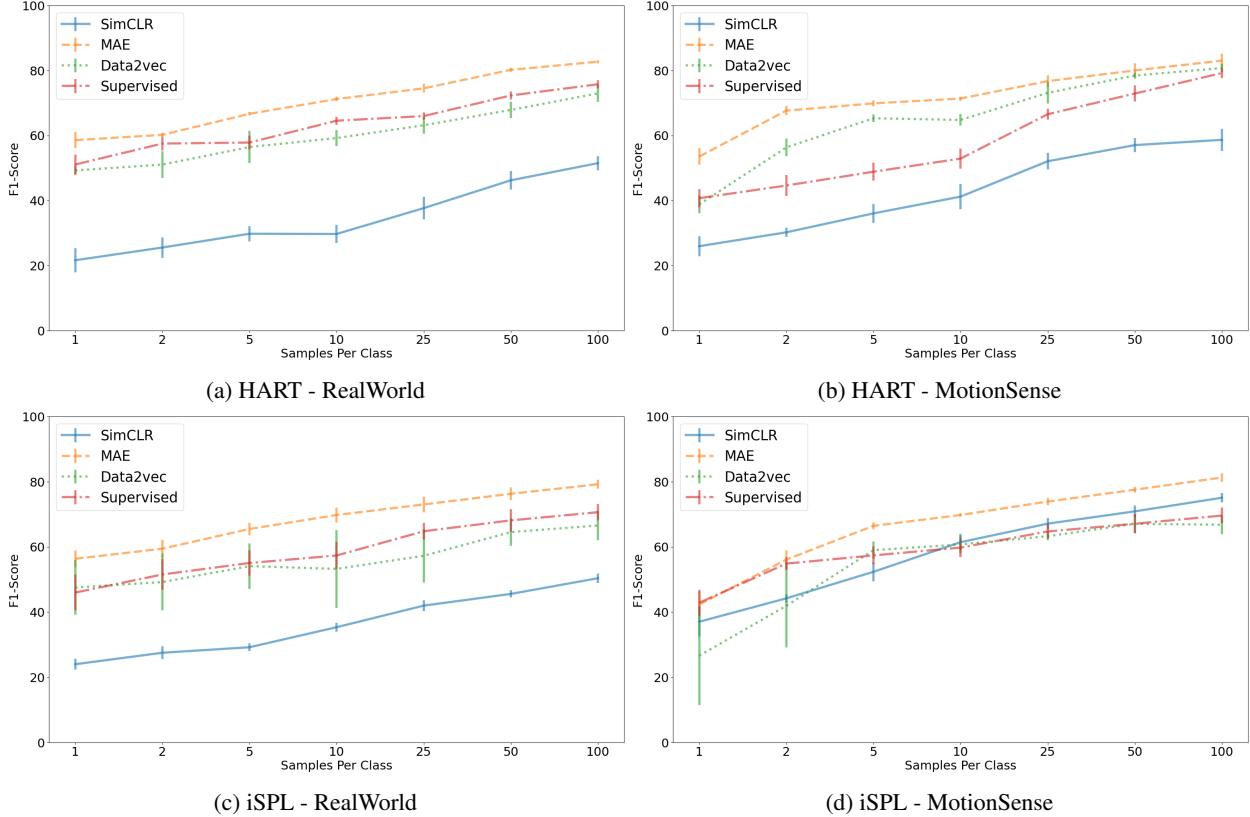 100
80
60
40
20
0
F1-Score
SimCLR
MAE
Data2vec
Supervised
1 2 5 10 25 50 100
Samples Per Class
(a) HART - RealWorld
100
80
60
40
20
0
F1-Score
SimCLR
MAE
Data2vec
Supervised
1 2 5 10 25 50 100
Samples Per Class
(b) HART - MotionSense
100
80
60
40
20
0
F1-Score
SimCLR
MAE
Data2vec
Supervised
1 2 5 10 25 50 100
Samples Per Class
(c) iSPL - RealWorld
100
80
60
40
20
0
F1-Score
SimCLR
MAE
Data2vec
Supervised
1 2 5 10 25 50 100
Samples Per Class
(d) iSPL - MotionSense